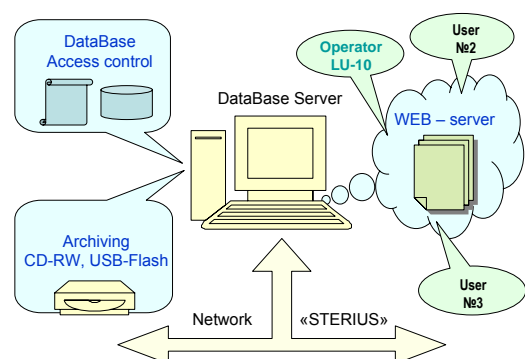 DataBase
Access control
Operator
LU-10
User
№2
DataBase Server
WEB – server
Archiving
CD-RW, USB-Flash
User
№3
Network «STERIUS»